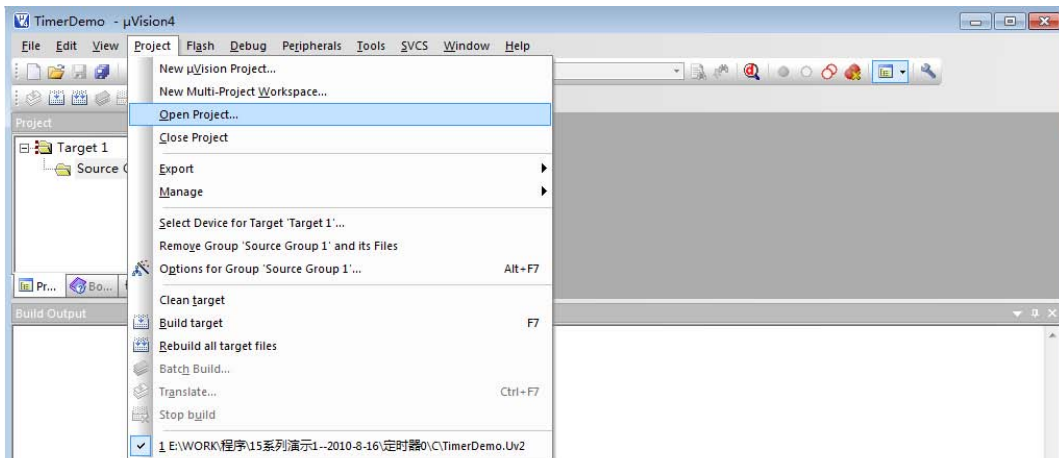 TimerDemo - µVision4
File Edit View Project Flash Debug Peripherals Tools SVCS Window Help
New µVision Project...
New Multi-Project Workspace...
Open Project...
Close Project
Export
Manage
Select Device for Target 'Target 1'...
Remove Group 'Source Group 1' and its Files
Options for Group 'Source Group 1'... Alt+F7
Clean target
Build target F7
Rebuild all target files
Batch Build...
Translate... Ctrl+F7
Stop build
1 E:\WORK\程序\15系列演示1--2010-8-16\定时器0\C\TimerDemo.Uv2
Project
Target 1
Source
Pr... Bo...
Build Output